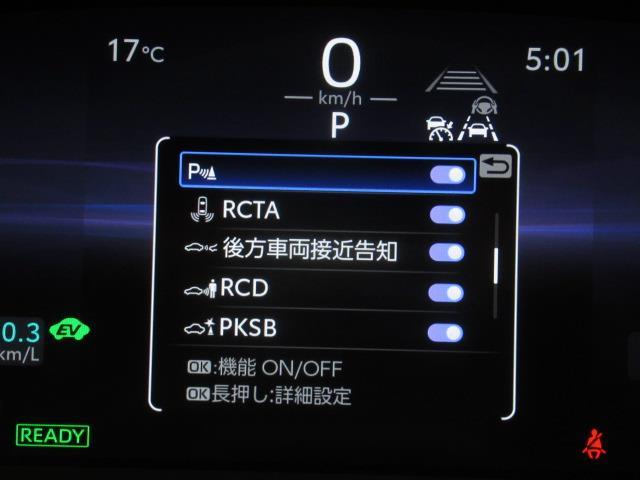 17℃
0
5:01
km/h
P
P
RCTA
後方車両接近告知
RCD
PKSB
OK:機能 ON/OFF
OK長押し:詳細設定
0.3
km/L
EV
READY